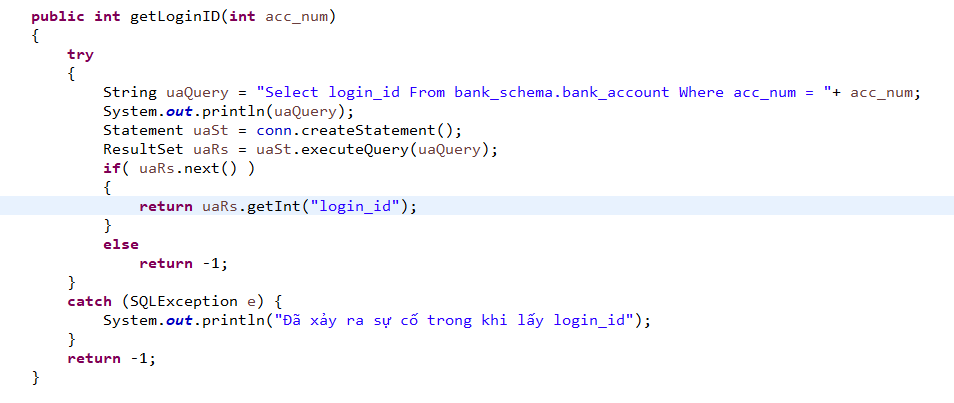 public int getLoginID(int acc_num)
{
try
{
String uaQuery = "Select login_id From bank_schema.bank_account Where acc_num = "+ acc_num;
System.out.println(uaQuery);
Statement uaSt = conn.createStatement();
ResultSet uaRs = uaSt.executeQuery(uaQuery);
if( uaRs.next() )
{
return uaRs.getInt("login_id");
}
else
return -1;
}
catch (SQLException e) {
System.out.println("Đã xảy ra sự cố trong khi lấy login_id");
}
return -1;
}